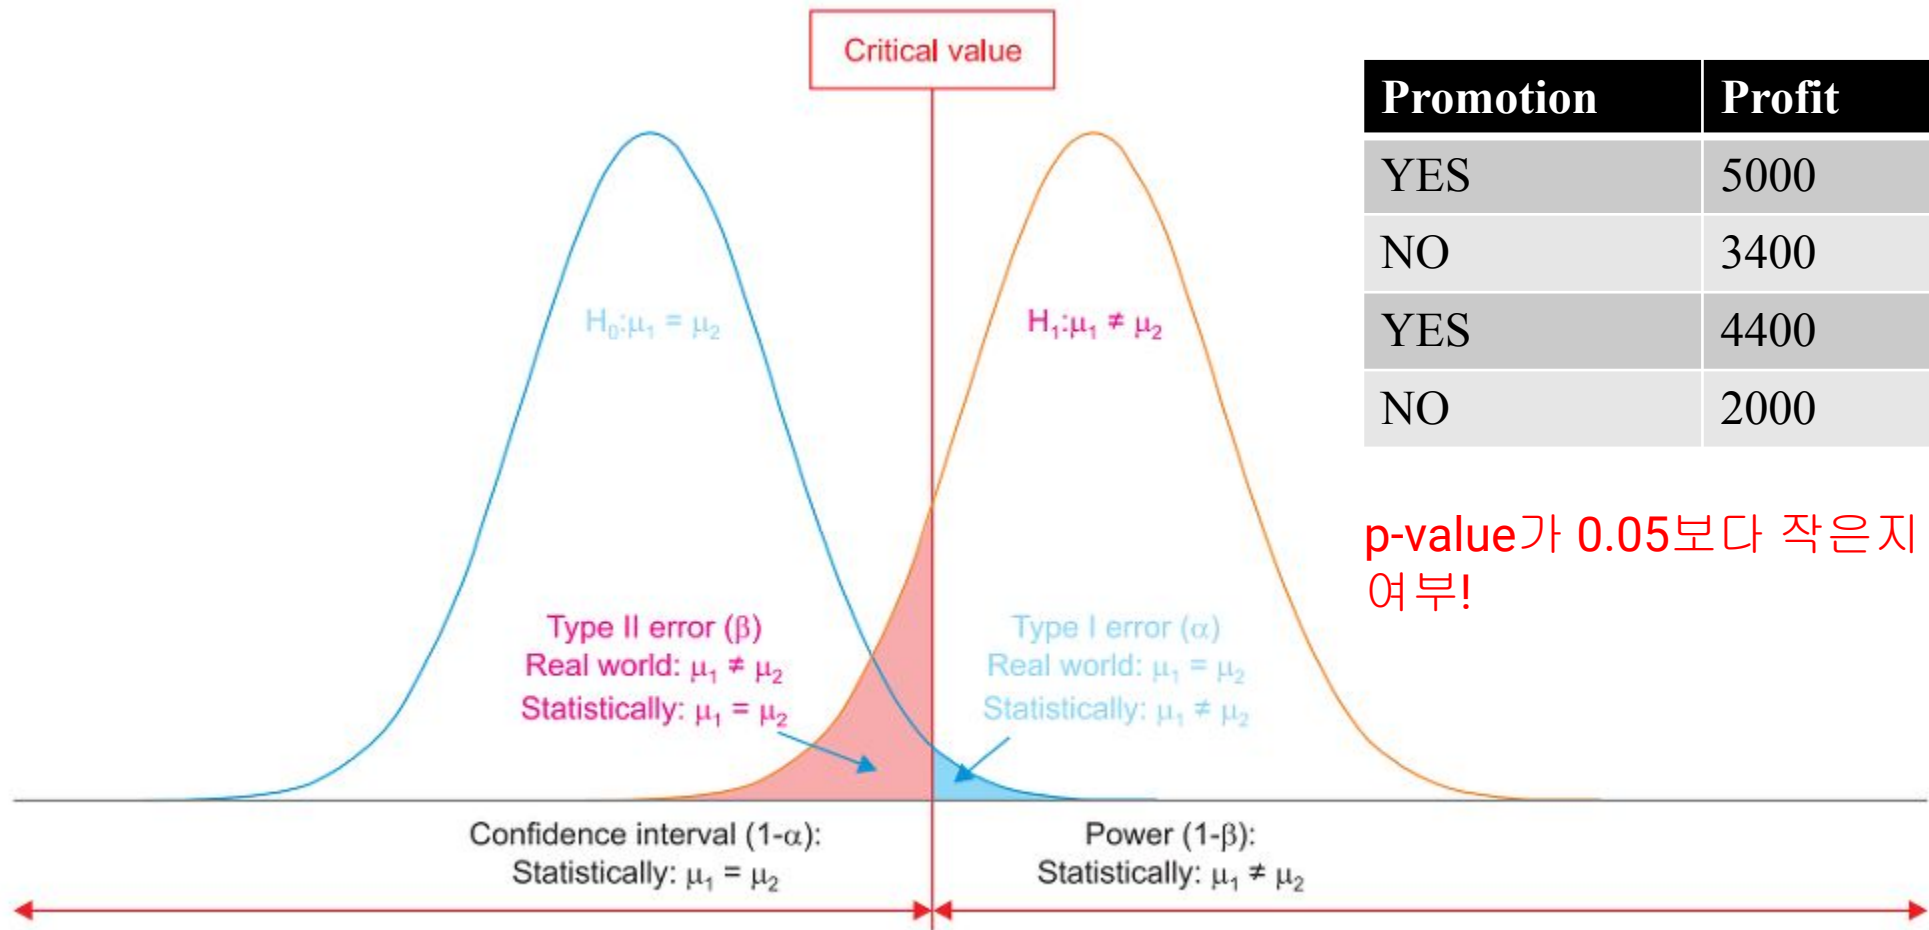 Critical value
Promotion Profit
YES 5000
NO 3400
YES 4400
NO 2000
H₀:μ₁ = μ₂
H₁:μ₁ ≠ μ₂
p-value가 0.05보다 작은지
여부!
Type II error (β)
Real world: μ₁ ≠ μ₂
Statistically: μ₁ = μ₂
Type I error (α)
Real world: μ₁ = μ₂
Statistically: μ₁ ≠ μ₂
Confidence interval (1-α):
Statistically: μ₁ = μ₂
Power (1-β):
Statistically: μ₁ ≠ μ₂